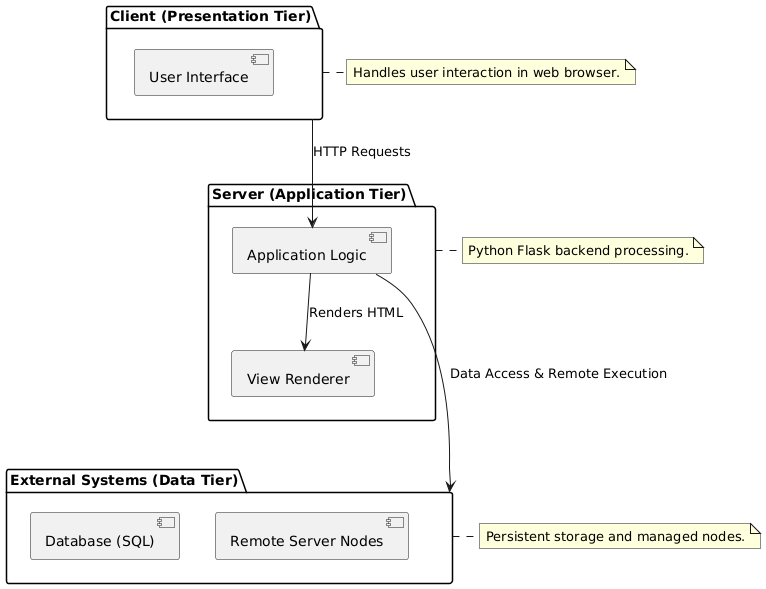 Client (Presentation Tier)
User Interface
Handles user interaction in web browser.
HTTP Requests
Server (Application Tier)
Application Logic
Python Flask backend processing.
Renders HTML
View Renderer
Data Access & Remote Execution
External Systems (Data Tier)
Database (SQL)
Remote Server Nodes
Persistent storage and managed nodes.